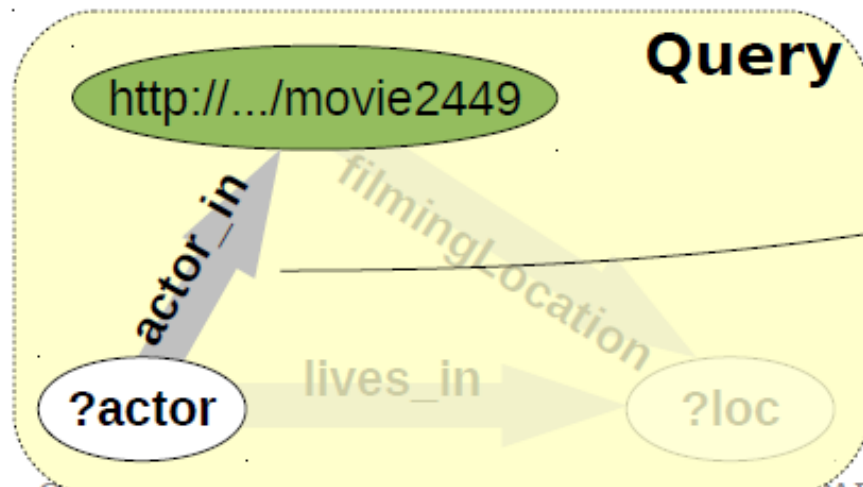 Query
http://.../movie2449
actor_in
filmingLocation
lives_in
?actor
?loc